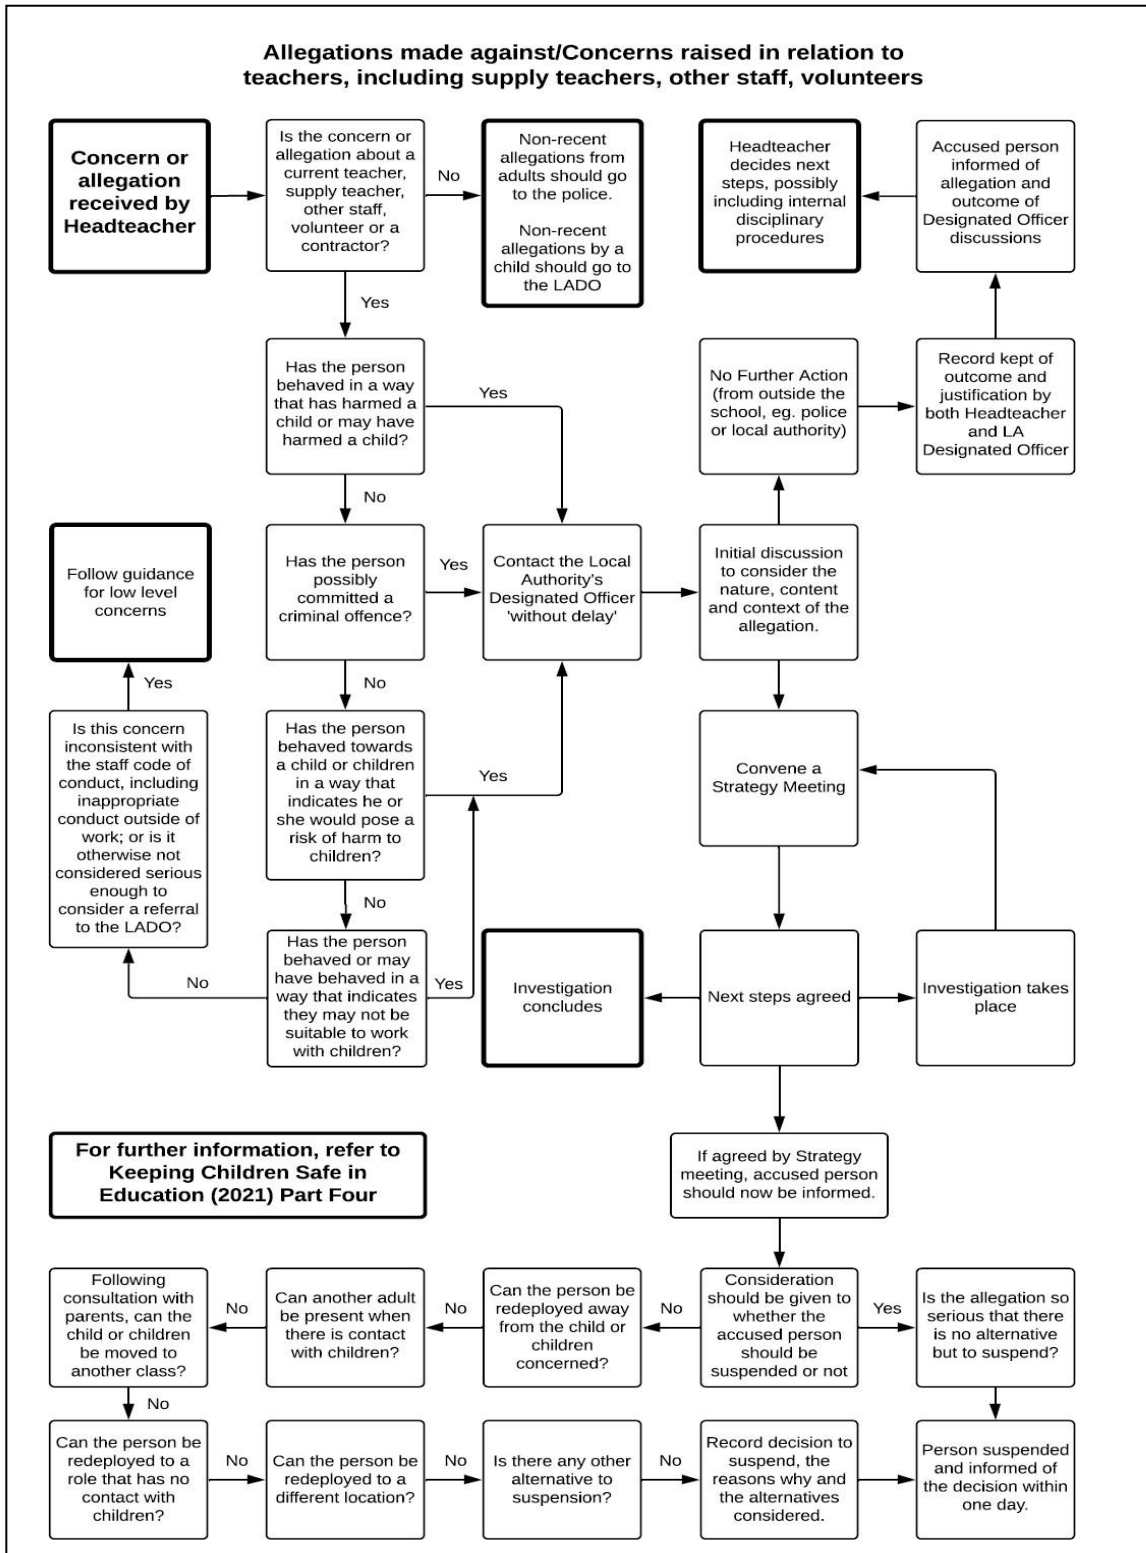 Allegations made against/Concerns raised in relation to
teachers, including supply teachers, other staff, volunteers
Concern or
allegation
received by
Headteacher
Is the concern or
allegation about a
current teacher,
supply teacher,
other staff,
volunteer or a
contractor?
No
Non-recent
allegations from
adults should go
to the police.
Non-recent
allegations by a
child should go to
the LADO
Headteacher
decides next
steps, possibly
including internal
disciplinary
procedures
Accused person
informed of
allegation and
outcome of
Designated Officer
discussions
Yes
Has the person
behaved in a way
that has harmed a
child or may have
harmed a child?
Yes
No Further Action
(from outside the
school, eg. police
or local authority)
Record kept of
outcome and
justification by
both Headteacher
and LA
Designated Officer
No
Follow guidance
for low level
concerns
Has the person
possibly
committed a
criminal offence?
Yes
Contact the Local
Authority's
Designated Officer
'without delay'
Initial discussion
to consider the
nature, content
and context of the
allegation.
Yes
No
Is this concern
inconsistent with
the staff code of
conduct, including
inappropriate
conduct outside of
work; or is it
otherwise not
considered serious
enough to
consider a referral
to the LADO?
Has the person
behaved towards
a child or children
in a way that
indicates he or
she would pose a
risk of harm to
children?
Yes
Convene a
Strategy Meeting
No
No
Has the person
behaved or may
have behaved in a
way that indicates
they may not be
suitable to work
with children?
Yes
Investigation
concludes
Next steps agreed
Investigation takes
place
For further information, refer to
Keeping Children Safe in
Education (2021) Part Four
If agreed by Strategy
meeting, accused person
should now be informed.
Following
consultation with
parents, can the
child or children
be moved to
another class?
No
Can another adult
be present when
there is contact
with children?
No
Can the person be
redeployed away
from the child or
children
concerned?
No
Consideration
should be given to
whether the
accused person
should be
suspended or not
Yes
Is the allegation so
serious that there
is no alternative
but to suspend?
No
Can the person be
redeployed to a
role that has no
contact with
children?
No
Can the person be
redeployed to a
different location?
No
Is there any other
alternative to
suspension?
No
Record decision to
suspend, the
reasons why and
the alternatives
considered.
Person suspended
and informed of
the decision within
one day.